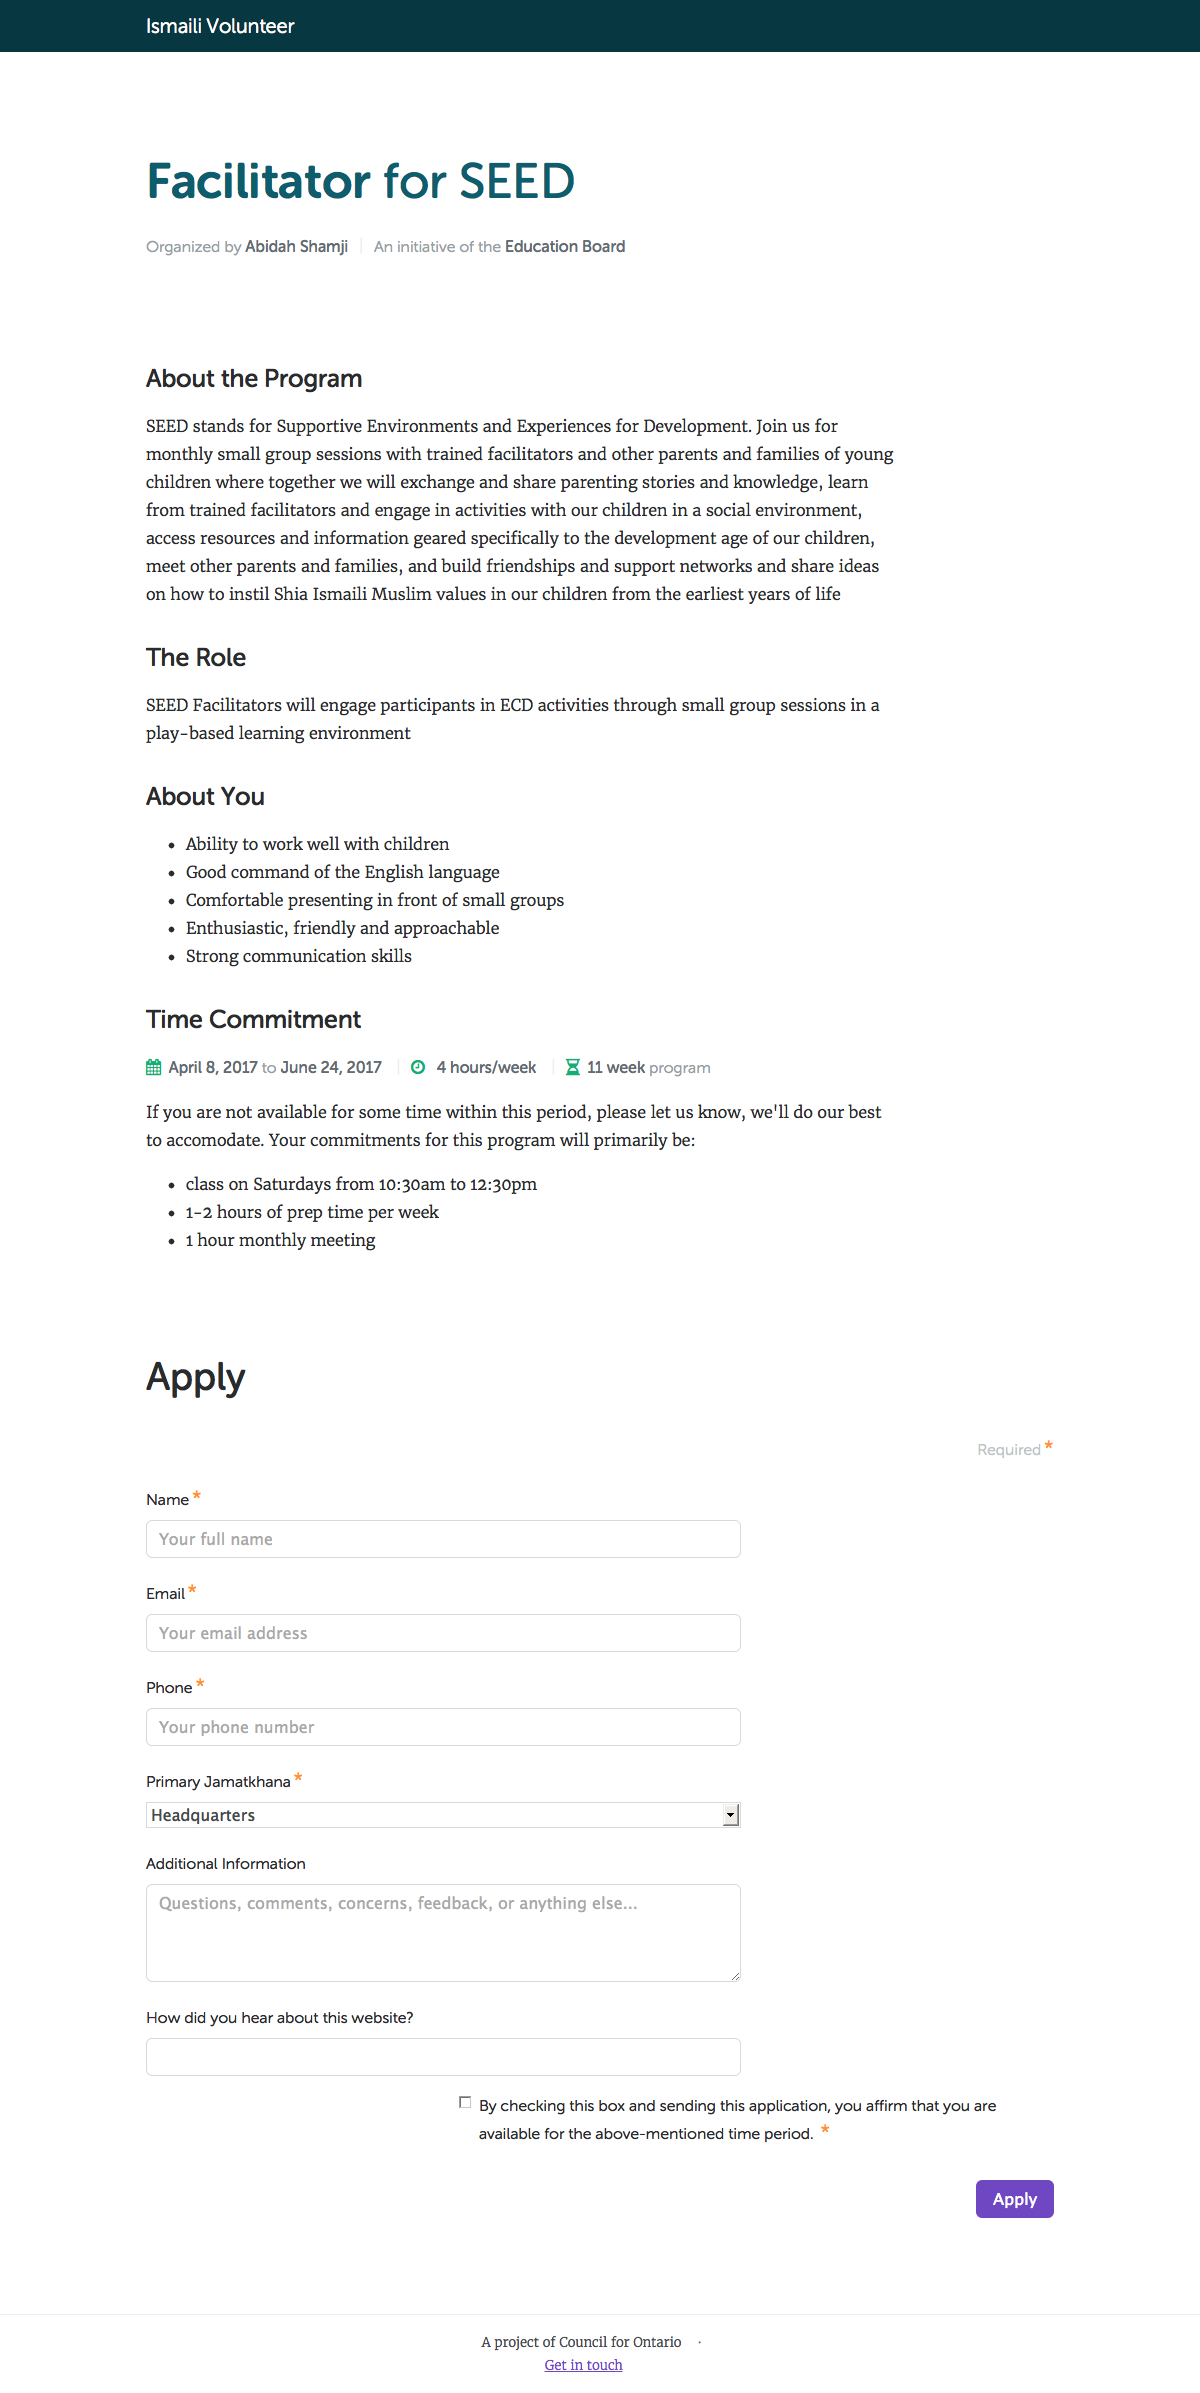 Ismaili Volunteer
Facilitator for SEED
Organized by Abidah Shamji An initiative of the Education Board
About the Program
SEED stands for Supportive Environments and Experiences for Development. Join us for
monthly small group sessions with trained facilitators and other parents and families of young
children where together we will exchange and share parenting stories and knowledge, learn
from trained facilitators and engage in activities with our children in a social environment,
access resources and information geared specifically to the development age of our children,
meet other parents and families, and build friendships and support networks and share ideas
on how to instil Shia Ismaili Muslim values in our children from the earliest years of life
The Role
SEED Facilitators will engage participants in ECD activities through small group sessions in a
play-based learning environment
About You
• Ability to work well with children
• Good command of the English language
• Comfortable presenting in front of small groups
• Enthusiastic, friendly and approachable
• Strong communication skills
Time Commitment
April 8, 2017 to June 24, 2017 4 hours/week 11 week program
If you are not available for some time within this period, please let us know, we'll do our best
to accomodate. Your commitments for this program will primarily be:
• class on Saturdays from 10:30am to 12:30pm
• 1-2 hours of prep time per week
• 1 hour monthly meeting
Apply
Required *
Name *
Your full name
Email *
Your email address
Phone *
Your phone number
Primary Jamatkhana *
Headquarters
Additional Information
Questions, comments, concerns, feedback, or anything else...
How did you hear about this website?
By checking this box and sending this application, you affirm that you are
available for the above-mentioned time period. *
Apply
A project of Council for Ontario ·
Get in touch